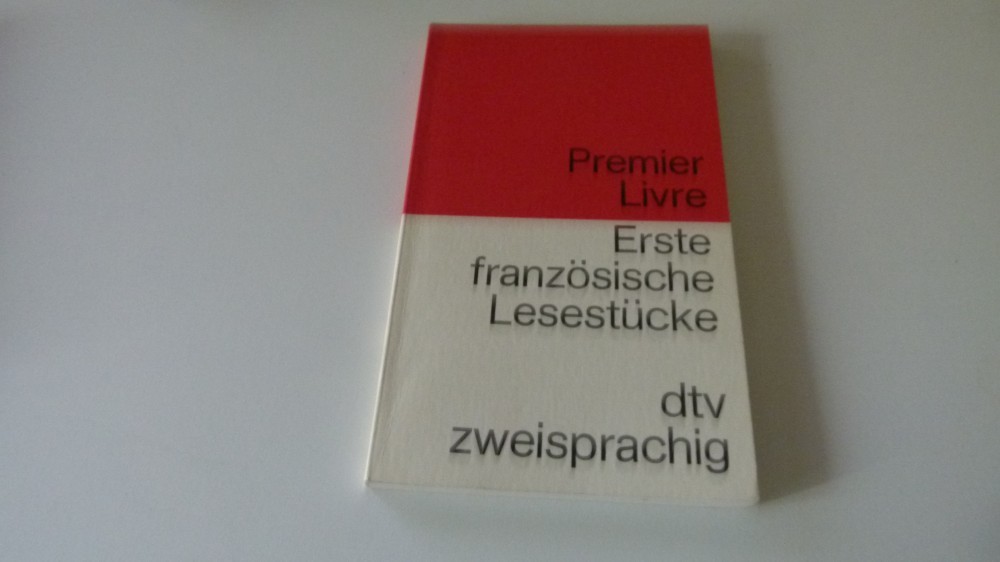 Premier
Livre
Erste
französische
Lesestücke
dtv
zweisprachig